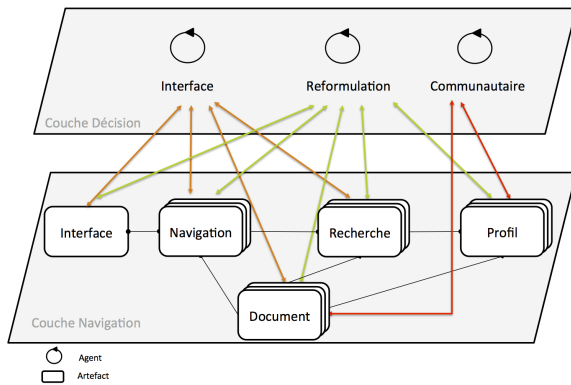 Interface
Reformulation
Communautaire
Couche Décision
Interface
Navigation
Recherche
Profil
Document
Couche Navigation
Agent
Artefact